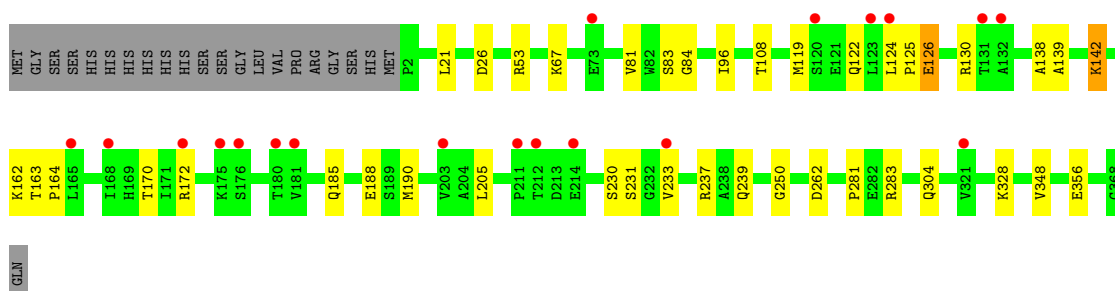 MET GLY SER SER HIS HIS HIS HIS HIS HIS SER SER GLY LEU VAL PRO ARG GLY SER HIS MET P2 L21 D26 R53 K67 E73 V81 W82 S83 G84 I96 T108 M119 S120 E121 Q122 L123 L124 P125 E126 R130 T131 A132 A138 A139 K142
K162 T163 P164 L165 I168 H169 T170 I171 R172 K175 S176 T180 V181 Q185 E188 S189 M190 V203 A204 L205 P211 T212 D213 E214 S230 S231 G232 V233 R237 A238 Q239 G250 D262 P281 E282 R283 Q304 V321 K328 V348 E356 G368
GLN